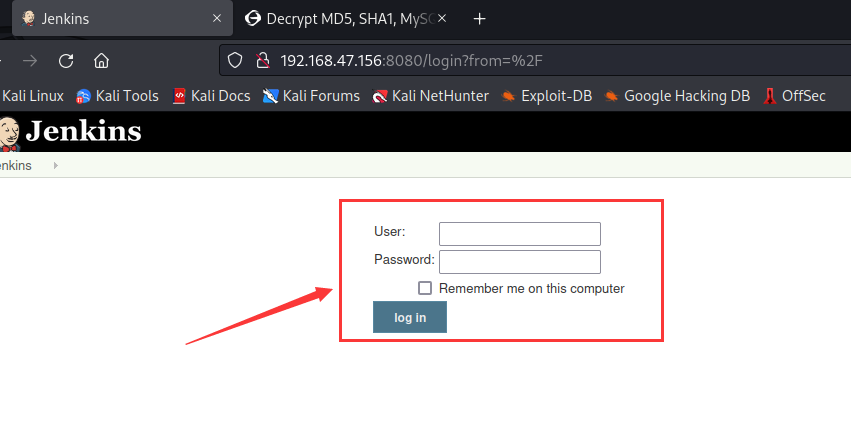 Jenkins
Decrypt MD5, SHA1, MyS
192.168.47.156:8080/login?from=%2F
Kali Linux Kali Tools Kali Docs Kali Forums Kali NetHunter Exploit-DB Google Hacking DB OffSec
Jenkins
enkins
User:
Password:
Remember me on this computer
log in